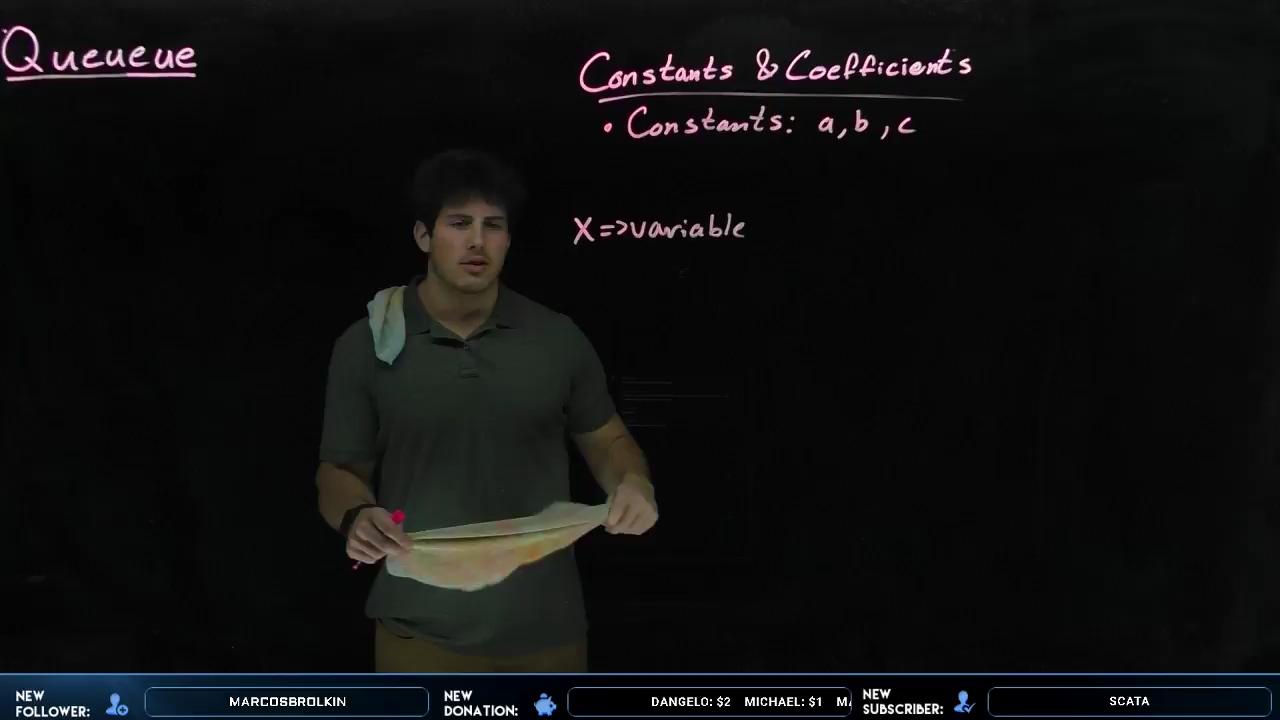 Queueue
Constants & Coefficients
• Constants: a, b, c
x => variable
NEW FOLLOWER:
MARCOSBROLKIN
NEW DONATION:
DANGELO: $2 MICHAEL: $1
NEW SUBSCRIBER:
SCATA